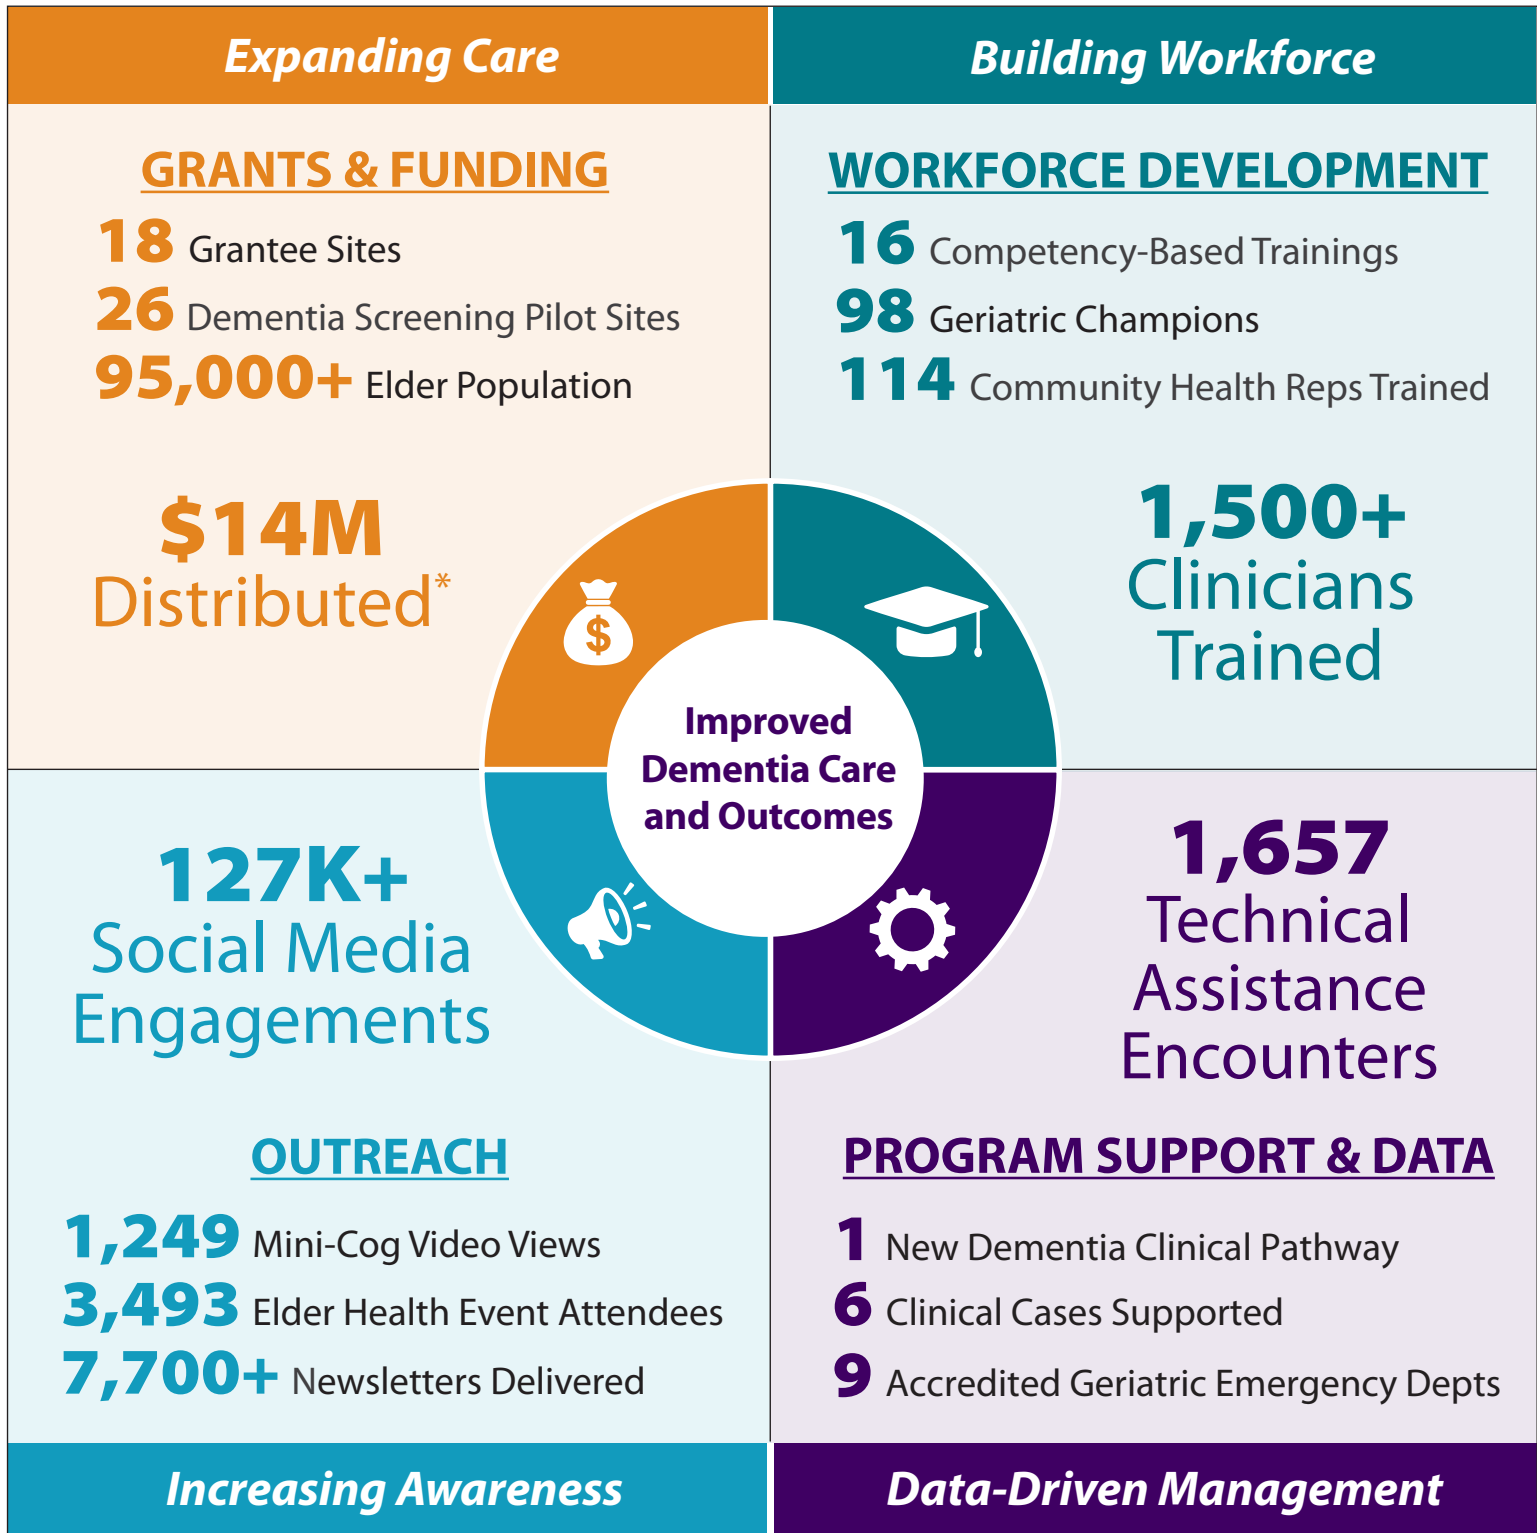 Expanding Care
GRANTS & FUNDING
18 Grantee Sites
26 Dementia Screening Pilot Sites
95,000+ Elder Population
$14M
Distributed*
Building Workforce
WORKFORCE DEVELOPMENT
16 Competency-Based Trainings
98 Geriatric Champions
114 Community Health Reps Trained
1,500+
Clinicians
Trained
$
Improved
Dementia Care
and Outcomes
127K+
Social Media
Engagements
OUTREACH
1,249 Mini-Cog Video Views
3,493 Elder Health Event Attendees
7,700+ Newsletters Delivered
Increasing Awareness
1,657
Technical
Assistance
Encounters
PROGRAM SUPPORT & DATA
1 New Dementia Clinical Pathway
6 Clinical Cases Supported
9 Accredited Geriatric Emergency Depts
Data-Driven Management